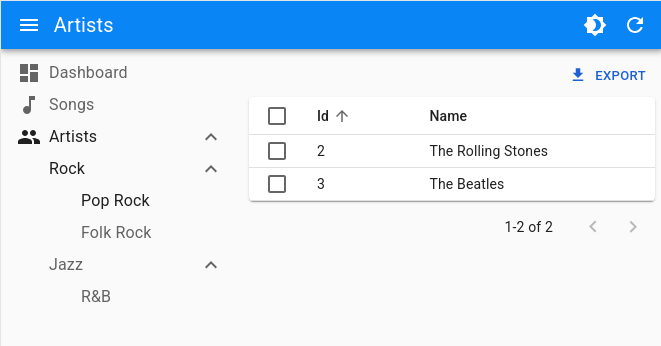 Artists
Dashboard
Songs
Artists
Rock
Pop Rock
Folk Rock
Jazz
R&B
EXPORT
Id Name
2 The Rolling Stones
3 The Beatles
1-2 of 2